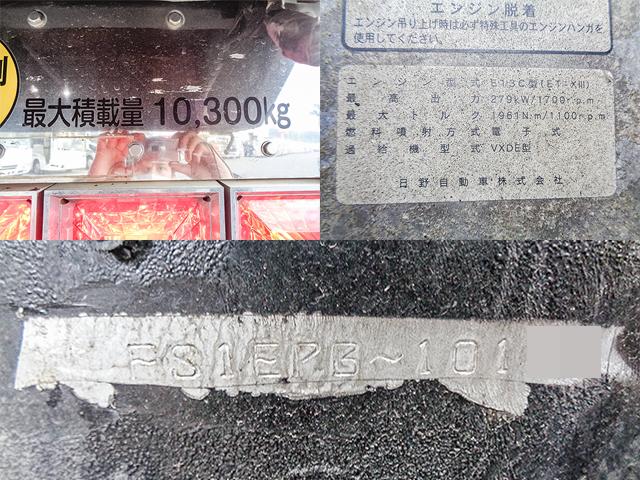 別
最大積載量 10,300kg
エンジン脱着
エンジン吊り上げ時は必ず特殊工具のエンジンハンガを
使用してください。
エンジン型式 E13C型(ET-XIII)
最高出力 279kW/1700r.p.m
最大トルク 1961N·m/1100r.p.m
燃料噴射方式 電子式
過給機型式 VXDE型
日野自動車株式会社
FS1EPB~101